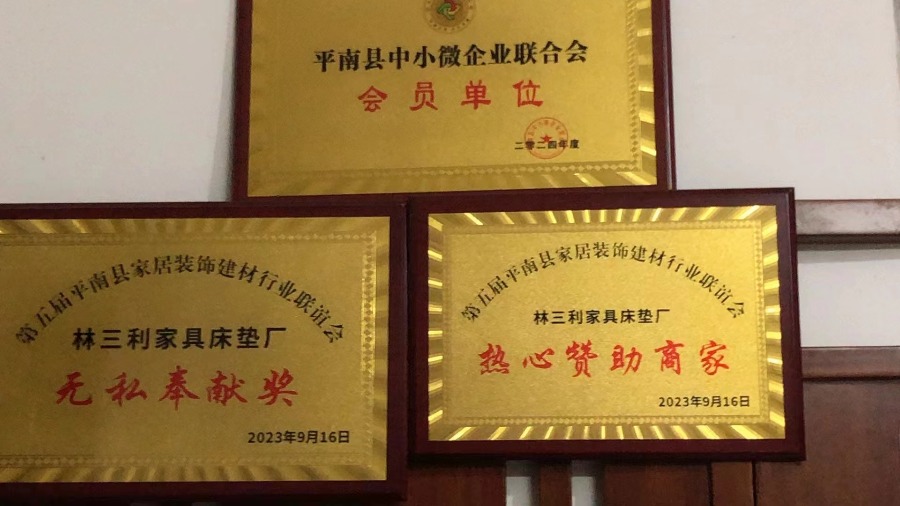 平南县中小微企业联合会
会员单位
二零二四年度
第五届平南县家居装饰建材行业联谊会
林三利家具床垫厂
无私奉献奖
2023年9月16日
第五届平南县家居装饰建材行业联谊会
林三利家具床垫厂
热心赞助商家
2023年9月16日